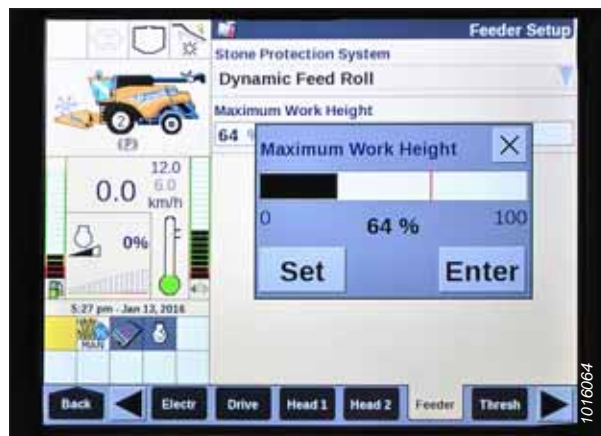 Feeder Setup
Stone Protection System
Dynamic Feed Roll
Maximum Work Height
64 %
Maximum Work Height
0
64 %
100
Set
Enter
2
(P)
12.0
6.0
0.0
km/h
0%
5:27 pm - Jan 13, 2016
MAN
Back
Electr
Drive
Head 1
Head 2
Feeder
Thresh
1016064